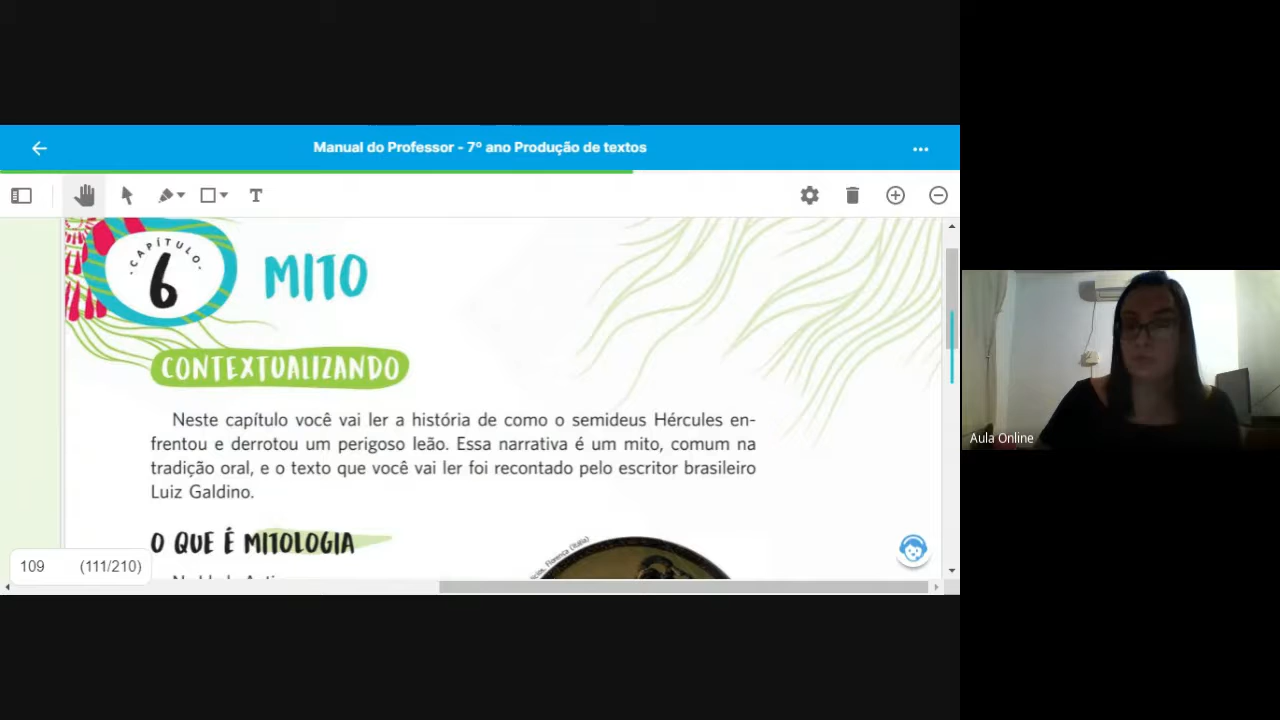 Manual do Professor - 7º ano Produção de textos
T
CAPÍTULO
6
MITO
CONTEXTUALIZANDO
Neste capítulo você vai ler a história de como o semideus Hércules en-
frentou e derrotou um perigoso leão. Essa narrativa é um mito, comum na
tradição oral, e o texto que você vai ler foi recontado pelo escritor brasileiro
Luiz Galdino.
O QUE É MITOLOGIA
Florença (Itália)
109 (111/210)
Aula Online